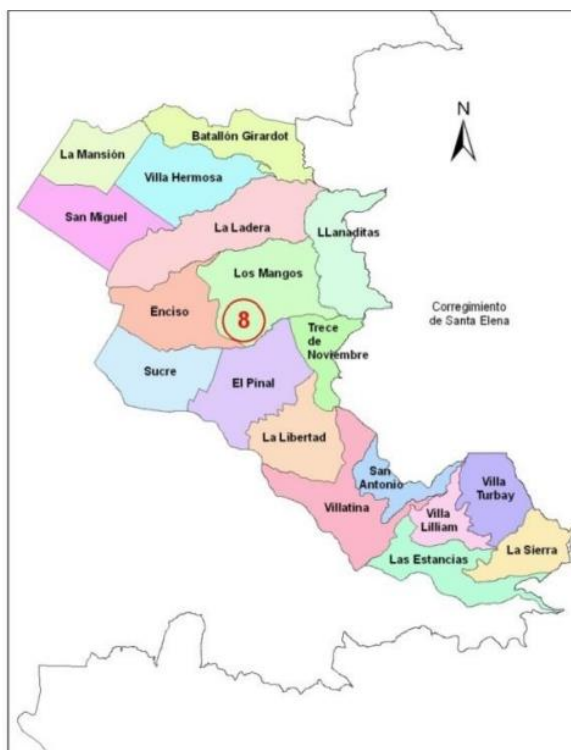 N
Batallón Girardot
La Mansión
Villa Hermosa
San Miguel
La Ladera
LLanaditas
Los Mangos
Enciso
8
Corregimiento
de Santa Elena
Trece
de
Noviembre
Sucre
El Pinal
La Libertad
San
Antonio
Villa
Turbay
Villatina
Villa
Lilliam
La Sierra
Las Estancias